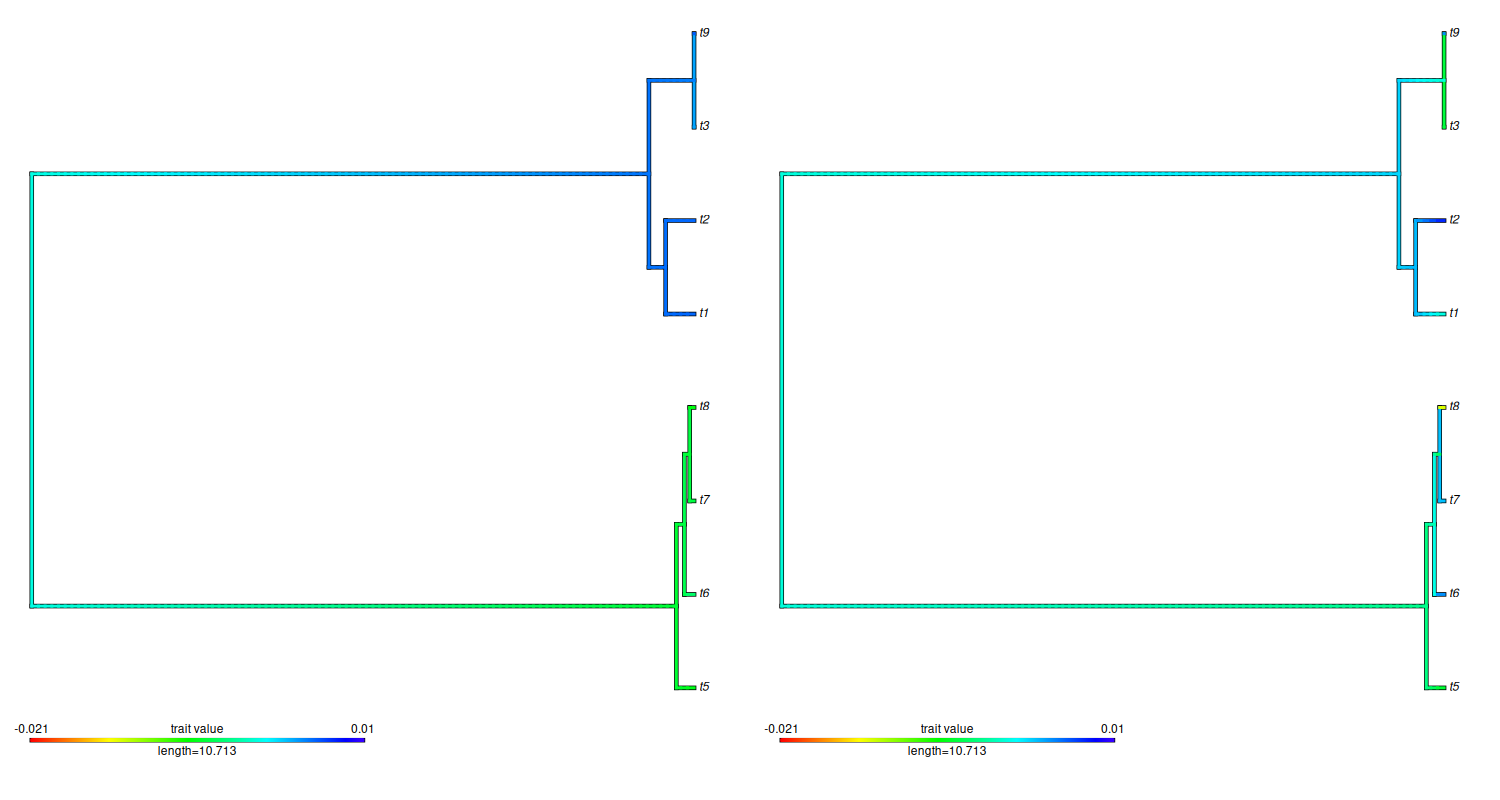 t9
t3
t2
t1
t8
t7
t6
t5
-0.021 trait value 0.01
length=10.713
t9
t3
t2
t1
t8
t7
t6
t5
-0.021 trait value 0.01
length=10.713